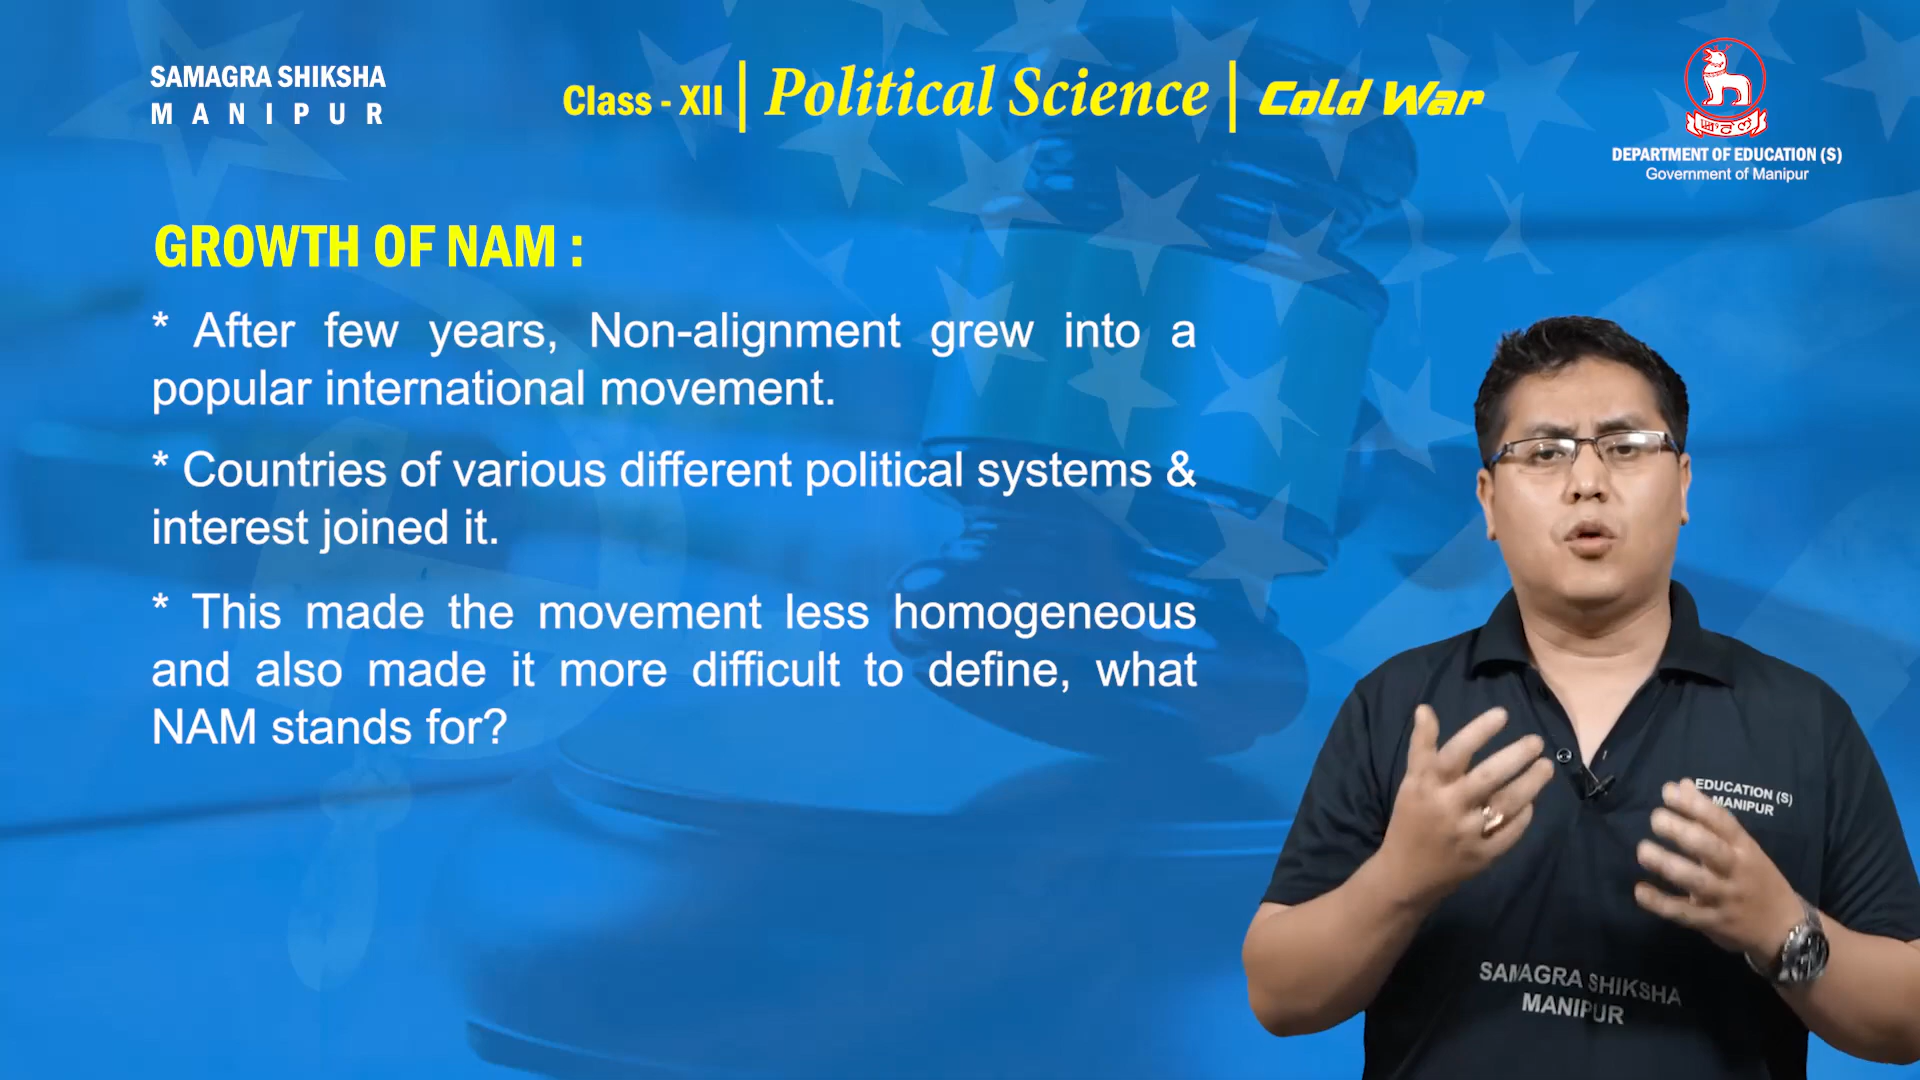 SAMAGRA SHIKSHA
MANIPUR
Class - XII | Political Science | Cold War
DEPARTMENT OF EDUCATION (S)
Government of Manipur
GROWTH OF NAM :
* After few years, Non-alignment grew into a
popular international movement.
* Countries of various different political systems &
interest joined it.
* This made the movement less homogeneous
and also made it more difficult to define, what
NAM stands for?
EDUCATION (S)
MANIPUR
SAMAGRA SHIKSHA
MANIPUR